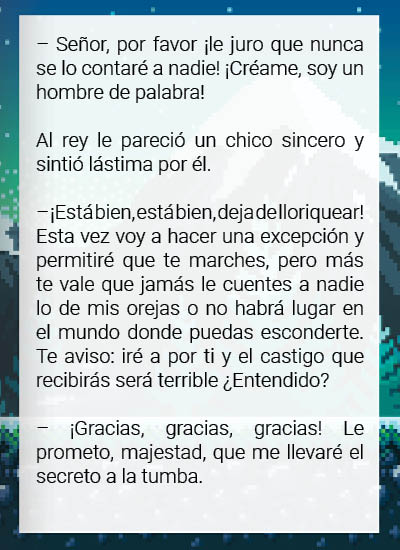 – Señor, por favor ¡le juro que nunca
se lo contaré a nadie! ¡Créame, soy un
hombre de palabra!
Al rey le pareció un chico sincero y
sintió lástima por él.
–¡Está bien, está bien, deja de lloriquear!
Esta vez voy a hacer una excepción y
permitiré que te marches, pero más
te vale que jamás le cuentes a nadie
lo de mis orejas o no habrá lugar en
el mundo donde puedas esconderte.
Te aviso: iré a por ti y el castigo que
recibirás será terrible ¿Entendido?
– ¡Gracias, gracias, gracias! Le
prometo, majestad, que me llevaré el
secreto a la tumba.